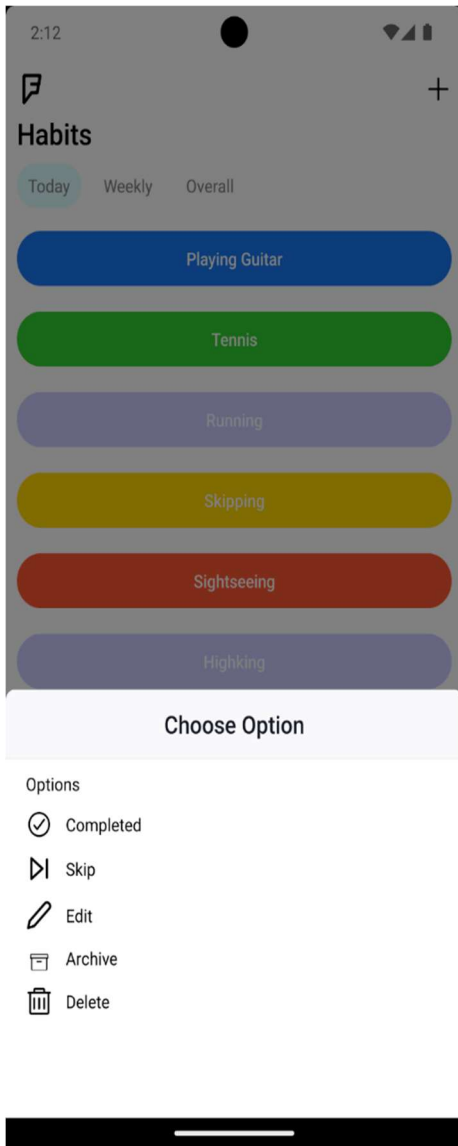 2:12
Habits
Today Weekly Overall
Playing Guitar
Tennis
Running
Skipping
Sightseeing
Highking
Choose Option
Options
Completed
Skip
Edit
Archive
Delete